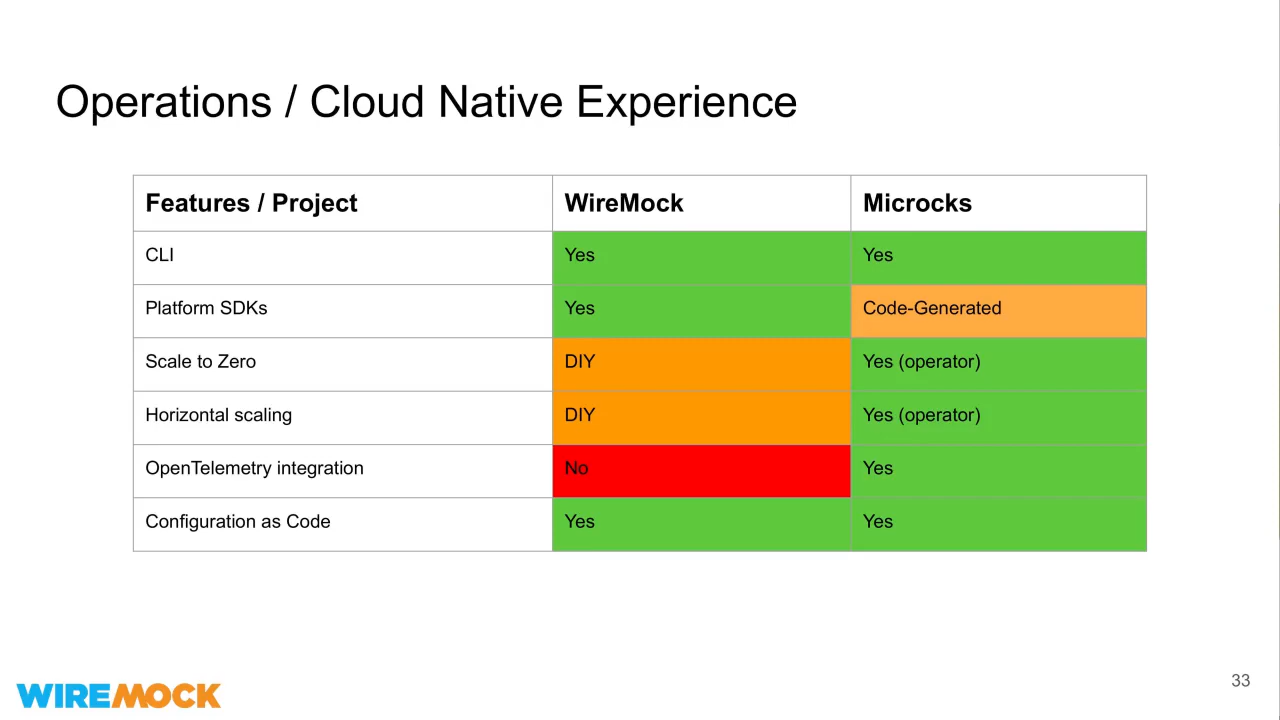 Operations / Cloud Native Experience
Features / Project WireMock Microcks
CLI Yes Yes
Platform SDKs Yes Code-Generated
Scale to Zero DIY Yes (operator)
Horizontal scaling DIY Yes (operator)
OpenTelemetry integration No Yes
Configuration as Code Yes Yes
WIREMOCK
33